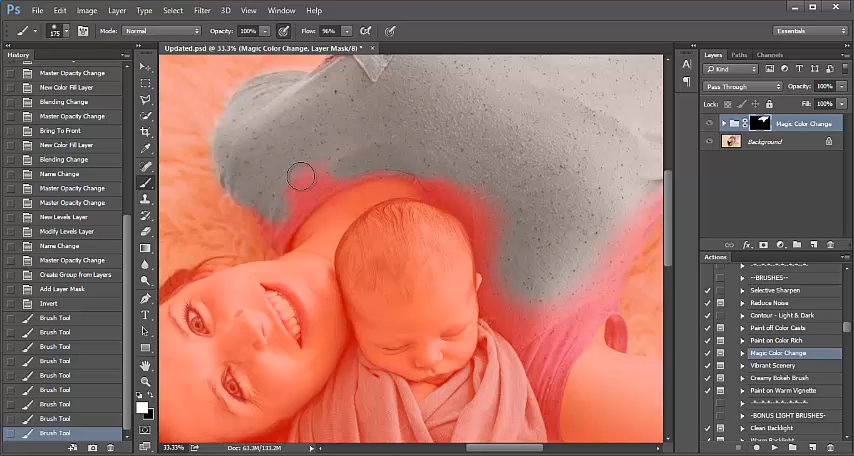 Ps File Edit Image Layer Type Select Filter 3D View Window Help
175 Mode: Normal Opacity: 100% Flow: 96% Essentials
History
Updated.psd @ 33.3% (Magic Color Change, Layer Mask/8) *
Master Opacity Change
New Color Fill Layer
Blending Change
Master Opacity Change
Bring To Front
New Color Fill Layer
Blending Change
Name Change
Master Opacity Change
Master Opacity Change
New Levels Layer
Modify Levels Layer
Name Change
Master Opacity Change
Create Group from Layers
Add Layer Mask
Invert
Brush Tool
Brush Tool
Brush Tool
Brush Tool
Brush Tool
Brush Tool
Brush Tool
Brush Tool
Brush Tool
33.33% Doc: 63.3M/133.2M
Layers Paths Channels
Kind
Pass Through Opacity: 100%
Lock: Fill: 100%
Magic Color Change
Background
fx
Actions
--BRUSHES--
Selective Sharpen
Reduce Noise
Contour - Light & Dark
Paint off Color Casts
Paint on Color Rich
Magic Color Change
Vibrant Scenery
Creamy Bokeh Brush
Paint on Warm Vignette
-BONUS LIGHT BRUSHES-
Clean Backlight
Warm Backlight